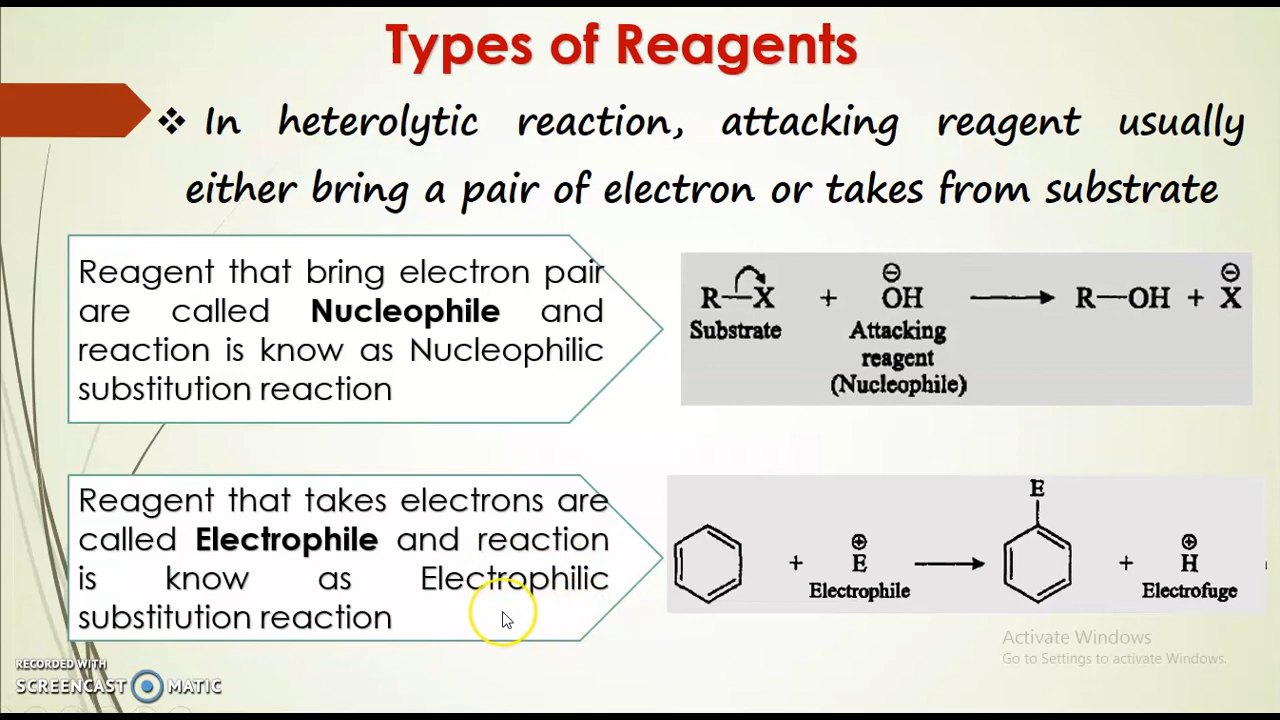 Types of Reagents
❖ In heterolytic reaction, attacking reagent usually
either bring a pair of electron or takes from substrate
Reagent that bring electron pair
are called Nucleophile and
reaction is know as Nucleophilic
substitution reaction
R—X + ⊖OH → R—OH + ⊖X
Substrate Attacking
reagent
(Nucleophile)
Reagent that takes electrons are
called Electrophile and reaction
is know as Electrophilic
substitution reaction
E
+ ⊕E → + ⊕H
Electrophile Electrofuge
Activate Windows
Go to Settings to activate Windows.
RECORDED WITH
SCREENCAST MATIC